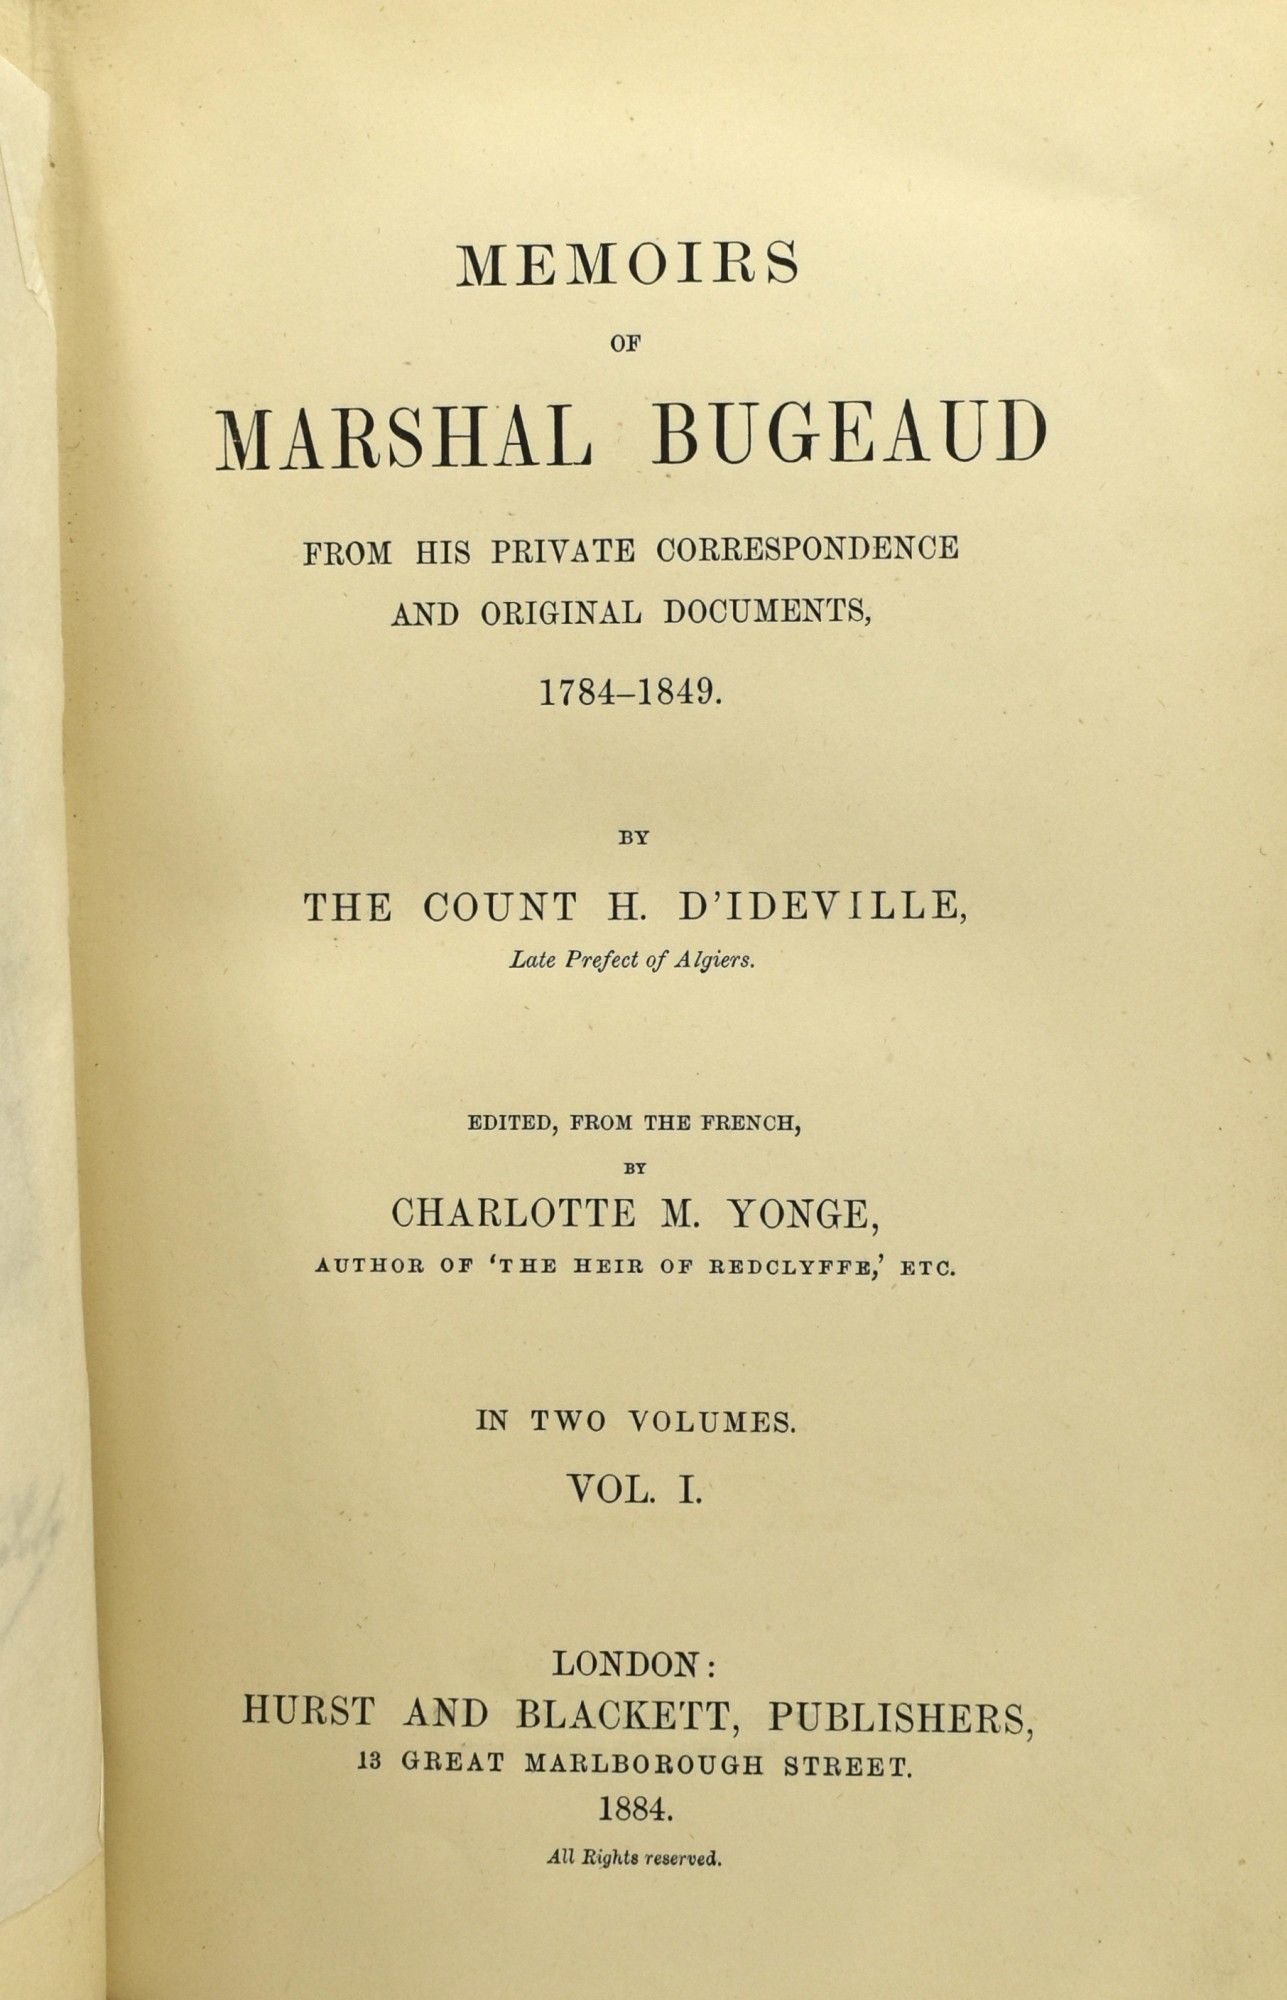 MEMOIRS
OF
MARSHAL BUGEAUD
FROM HIS PRIVATE CORRESPONDENCE
AND ORIGINAL DOCUMENTS,
1784–1849.
BY
THE COUNT H. D'IDEVILLE,
Late Prefect of Algiers.
EDITED, FROM THE FRENCH,
BY
CHARLOTTE M. YONGE,
AUTHOR OF ‘THE HEIR OF REDCLYFFE,’ ETC.
IN TWO VOLUMES.
VOL. I.
LONDON:
HURST AND BLACKETT, PUBLISHERS,
13 GREAT MARLBOROUGH STREET.
1884.
All Rights reserved.